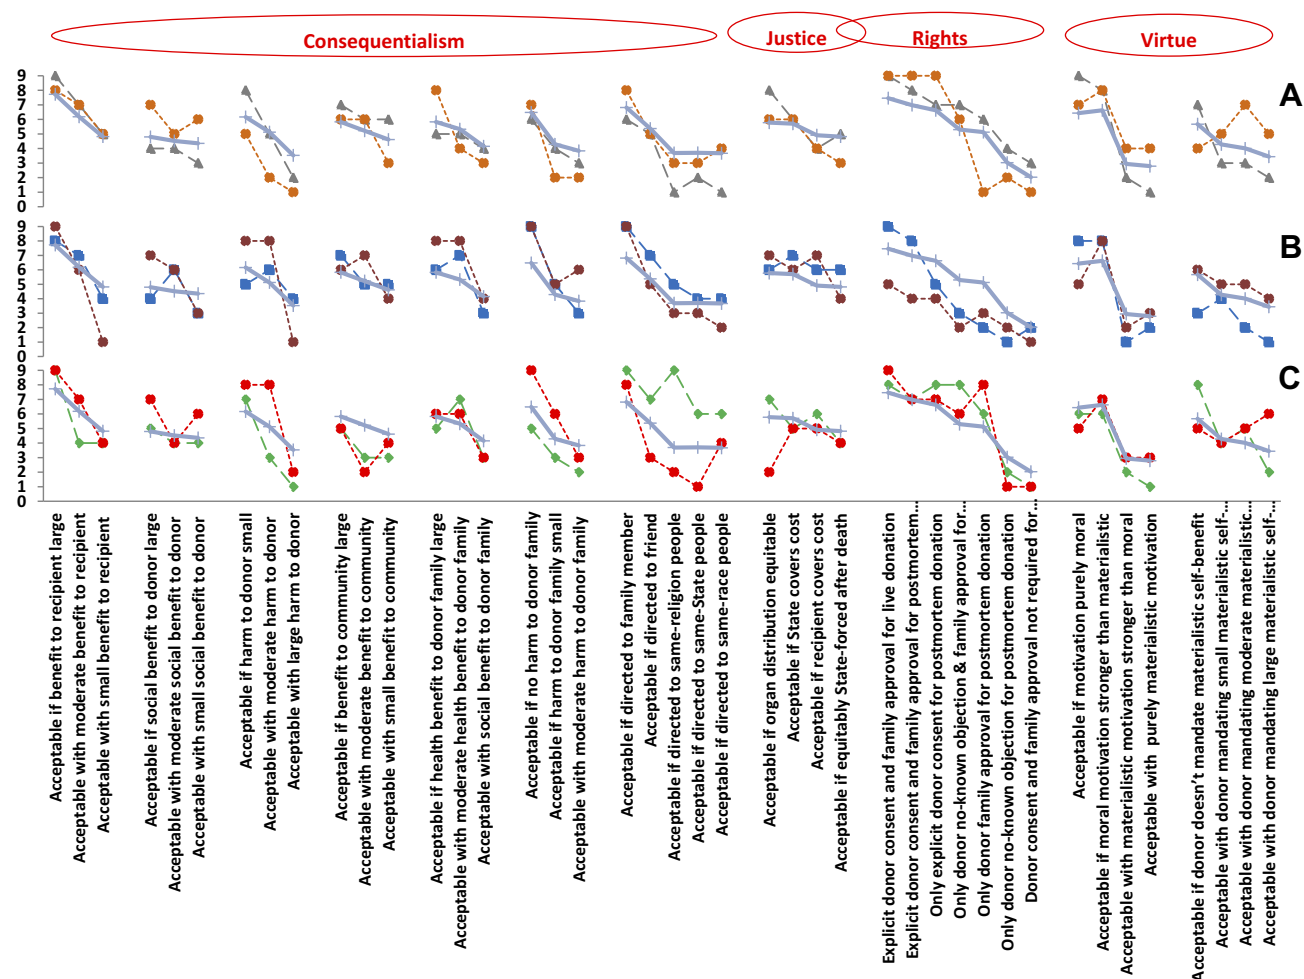 Consequentialism
Justice
Rights
Virtue
A
9
8
7
6
5
4
3
2
1
0
B
9
8
7
6
5
4
3
2
1
0
C
9
8
7
6
5
4
3
2
1
0
Acceptable if benefit to recipient large
Acceptable with moderate benefit to recipient
Acceptable with small benefit to recipient
Acceptable if social benefit to donor large
Acceptable with moderate social benefit to donor
Acceptable with small social benefit to donor
Acceptable if harm to donor small
Acceptable with moderate harm to donor
Acceptable with large harm to donor
Acceptable if benefit to community large
Acceptable with moderate benefit to community
Acceptable with small benefit to community
Acceptable if health benefit to donor family large
Acceptable with moderate health benefit to donor family
Acceptable with social benefit to donor family
Acceptable if no harm to donor family
Acceptable if harm to donor family small
Acceptable with moderate harm to donor family
Acceptable if directed to family member
Acceptable if directed to friend
Acceptable if directed to same-religion people
Acceptable if directed to same-State people
Acceptable if directed to same-race people
Acceptable if organ distribution equitable
Acceptable if State covers cost
Acceptable if recipient covers cost
Acceptable if equitably State-forced after death
Explicit donor consent and family approval for live donation
Explicit donor consent and family approval for postmortem...
Only explicit donor consent for postmortem donation
Only donor no-known objection & family approval for...
Only donor family approval for postmortem donation
Only donor no-known objection for postmortem donation
Donor consent and family approval not required for...
Acceptable if motivation purely moral
Acceptable if moral motivation stronger than materialistic
Acceptable with materialistic motivation stronger than moral
Acceptable with purely materialistic motivation
Acceptable if donor doesn't mandate materialistic self-benefit
Acceptable with donor mandating small materialistic self-...
Acceptable with donor mandating moderate materialistic...
Acceptable with donor mandating large materialistic self-...